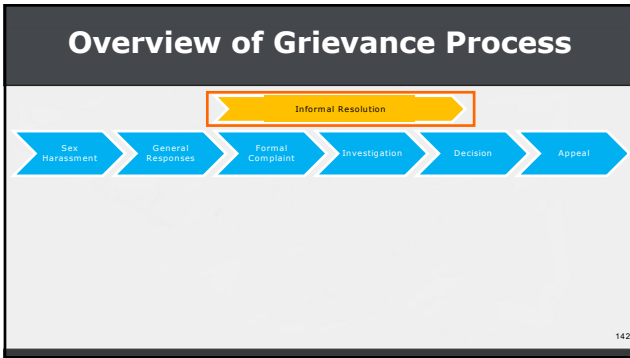 Overview of Grievance Process
Informal Resolution
Sex
Harassment
General
Responses
Formal
Complaint
Investigation
Decision
Appeal
142